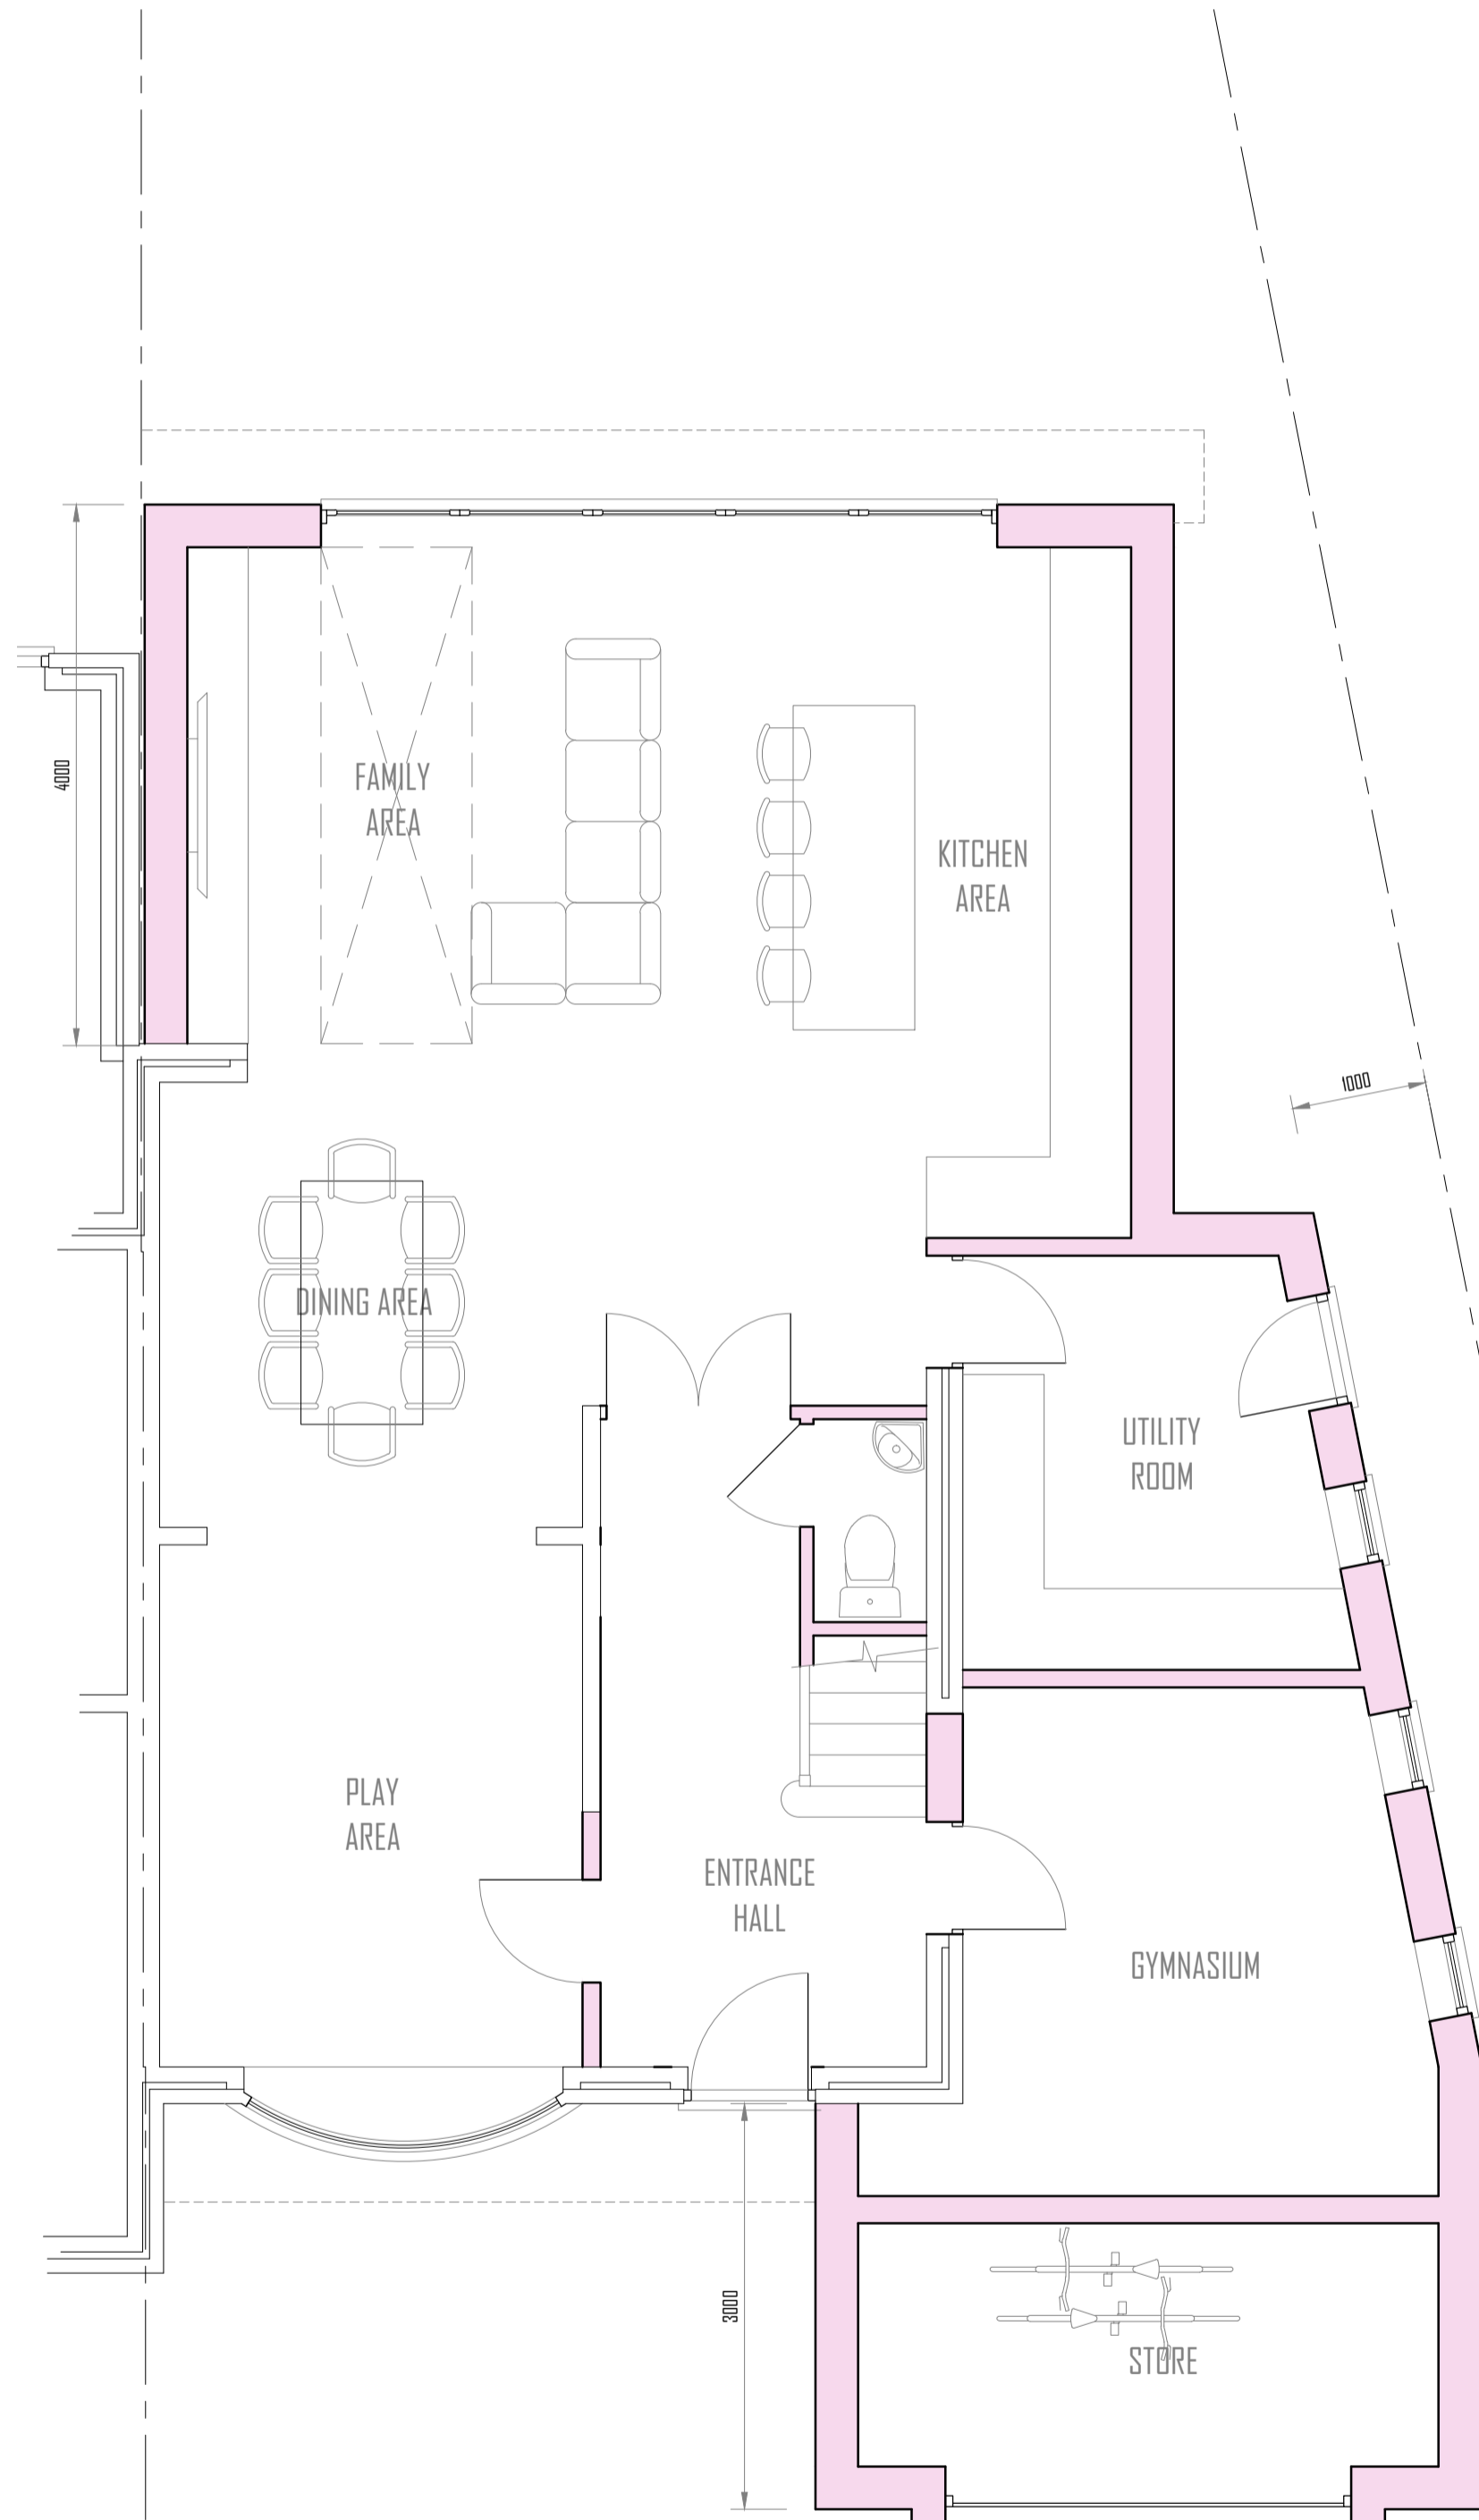 FAMILY
AREA
4000
KITCHEN
AREA
1000
DINING AREA
UTILITY
ROOM
PLAY
AREA
ENTRANCE
HALL
GYMNASIUM
3000
STORE